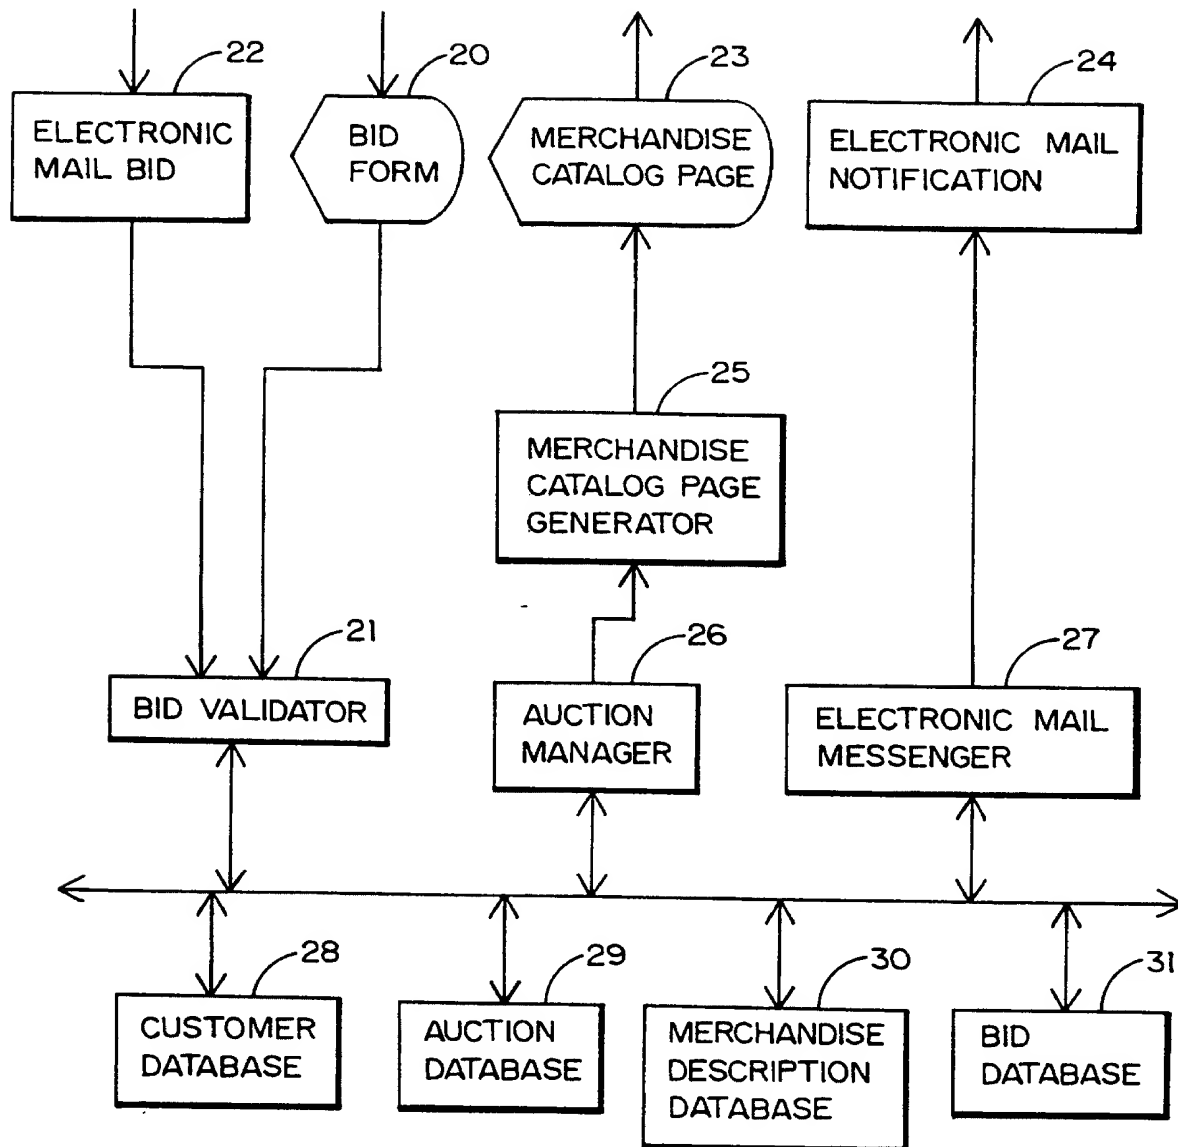 22
20
23
24
ELECTRONIC
MAIL BID
BID
FORM
MERCHANDISE
CATALOG PAGE
ELECTRONIC MAIL
NOTIFICATION
25
MERCHANDISE
CATALOG PAGE
GENERATOR
21
BID VALIDATOR
26
AUCTION
MANAGER
27
ELECTRONIC MAIL
MESSENGER
28
CUSTOMER
DATABASE
29
AUCTION
DATABASE
30
MERCHANDISE
DESCRIPTION
DATABASE
31
BID
DATABASE